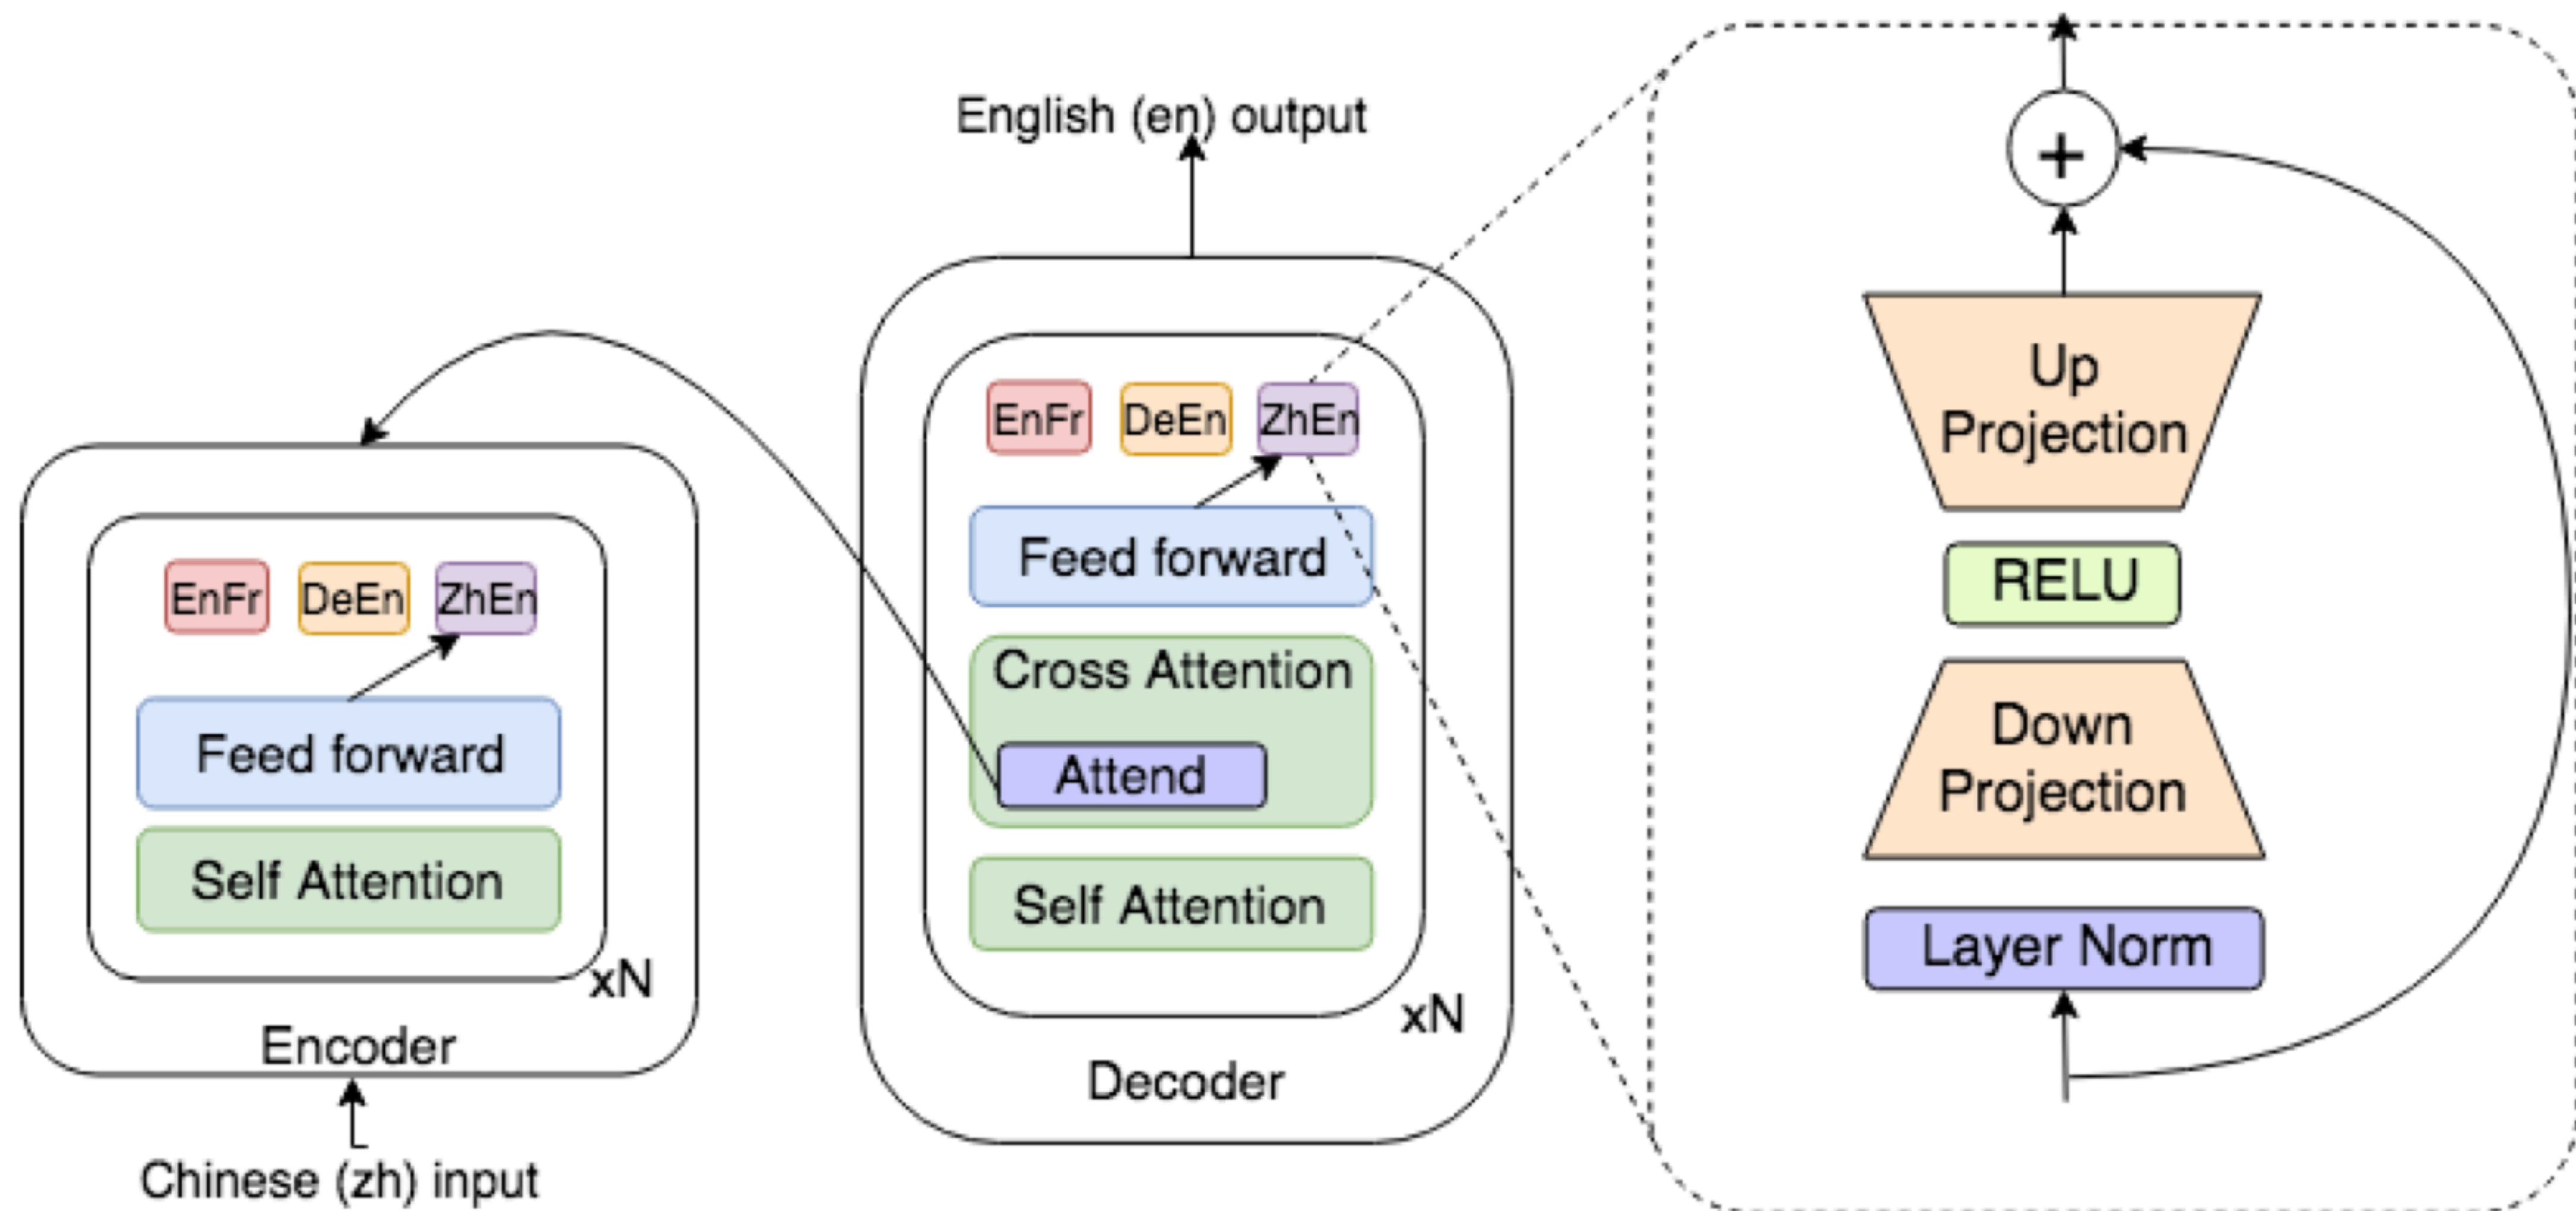 English (en) output
EnFr DeEn ZhEn
Feed forward
Self Attention
xN
Encoder
Chinese (zh) input
EnFr DeEn ZhEn
Feed forward
Cross Attention
Attend
Self Attention
xN
Decoder
+
Up
Projection
RELU
Down
Projection
Layer Norm